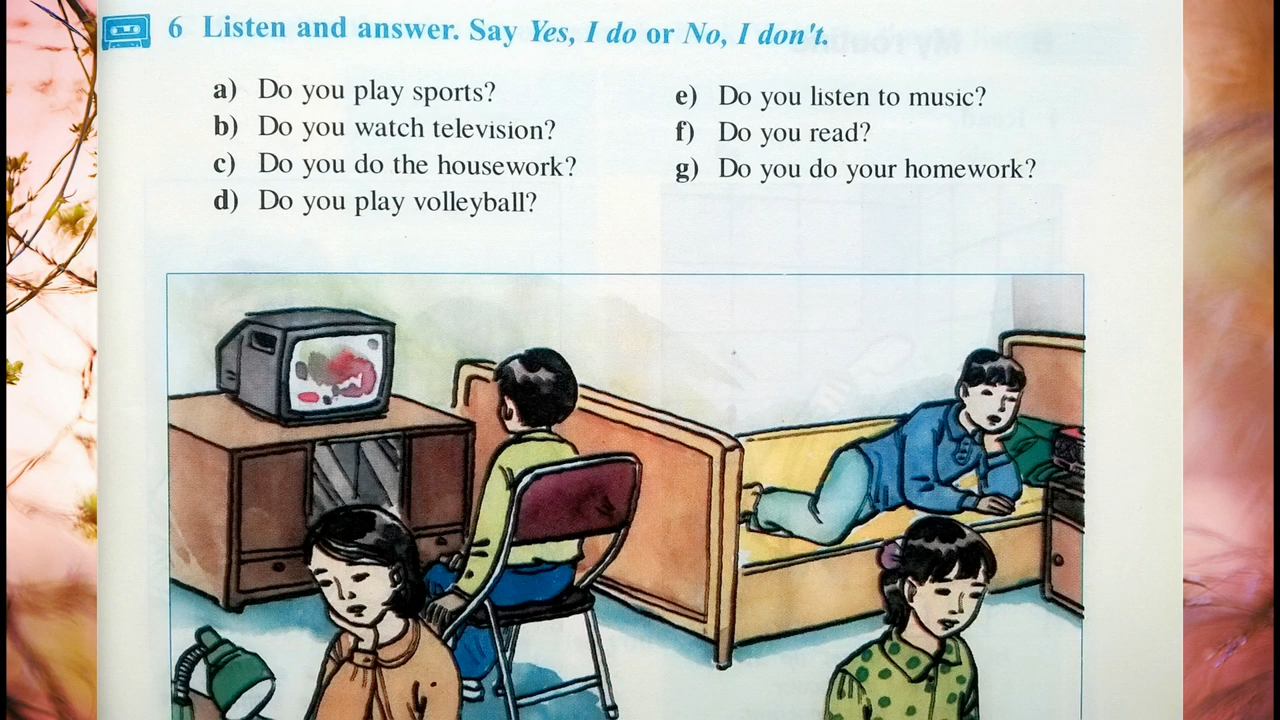 6 Listen and answer. Say Yes, I do or No, I don't.
a) Do you play sports?
b) Do you watch television?
c) Do you do the housework?
d) Do you play volleyball?
e) Do you listen to music?
f) Do you read?
g) Do you do your homework?